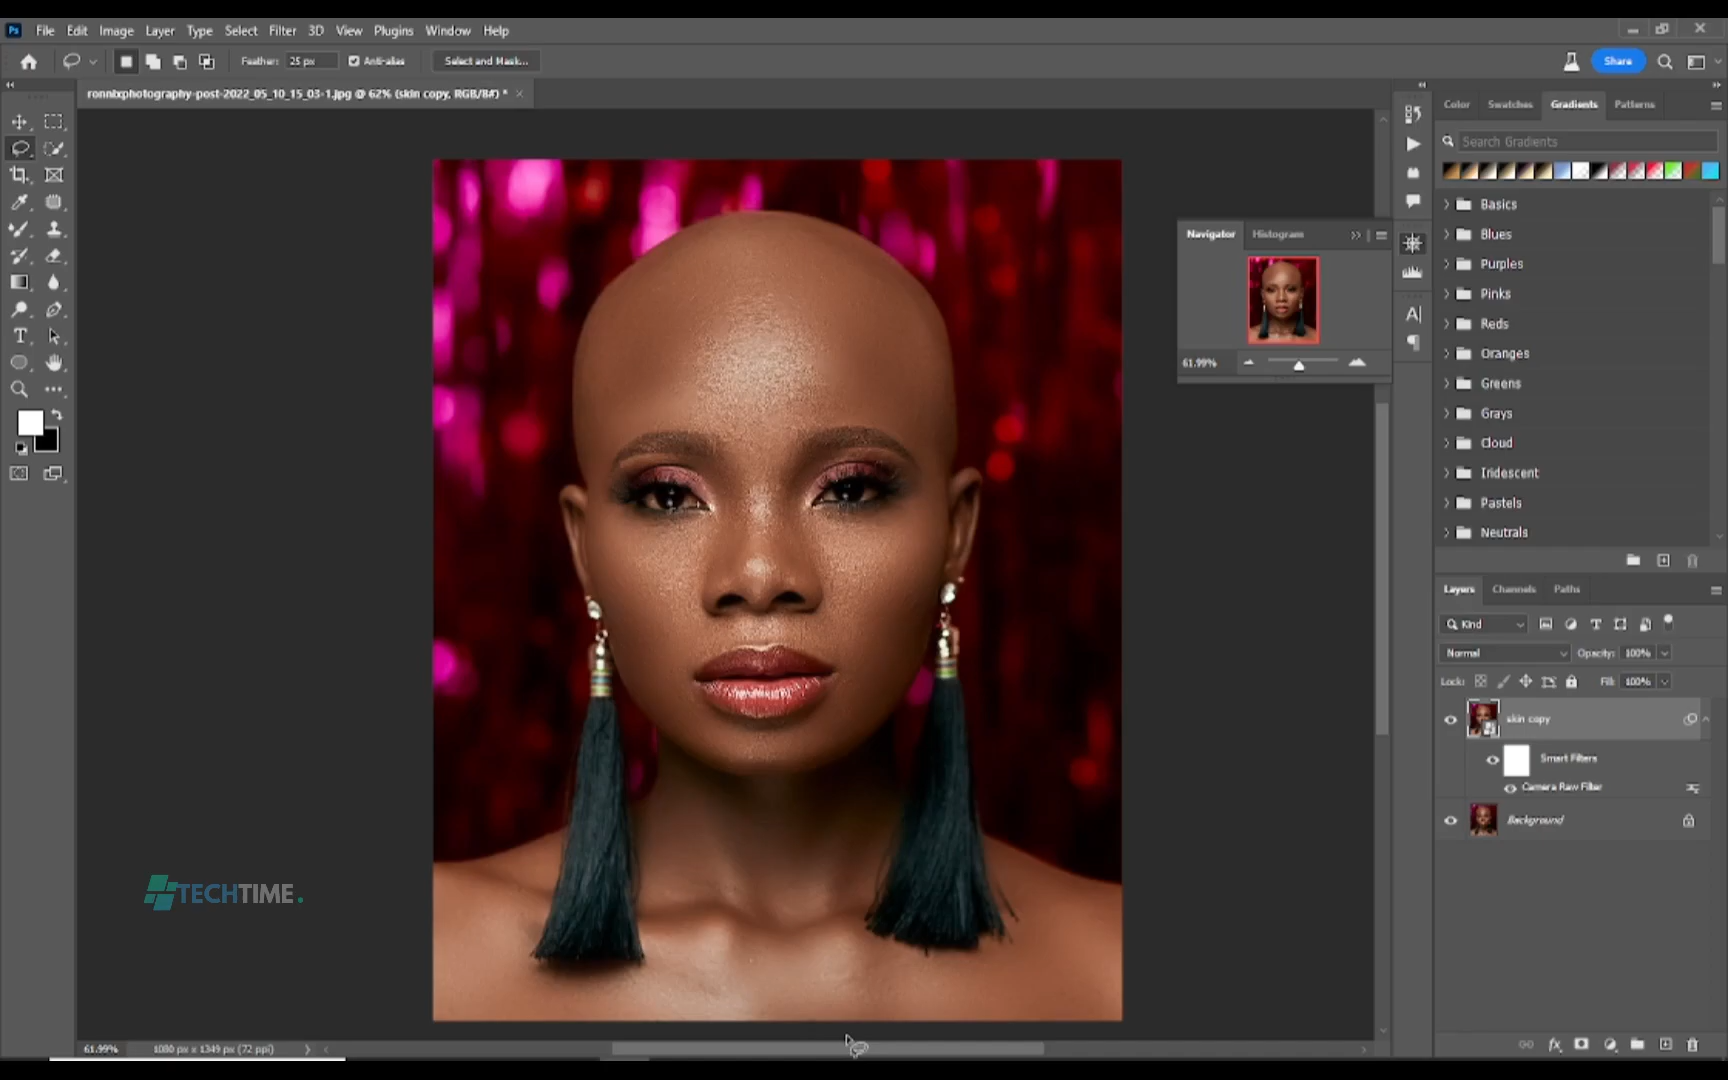 Ps File Edit Image Layer Type Select Filter 3D View Plugins Window Help
Feather: 25 px Anti-alias Select and Mask... Share
ronnixphotography-post-2022_05_10_15_03-1.jpg @ 62% (skin copy, RGB/8#) *
Color Swatches Gradients Patterns
Search Gradients
Basics
Blues
Purples
Pinks
Reds
Oranges
Greens
Grays
Cloud
Iridescent
Pastels
Neutrals
Navigator Histogram
61.99%
Layers Channels Paths
Kind
Normal Opacity: 100%
Lock: Fill: 100%
skin copy
Smart Filters
Camera Raw Filter
Background
TECHTIME.
61.99% 1080 px x 1349 px (72 ppi)